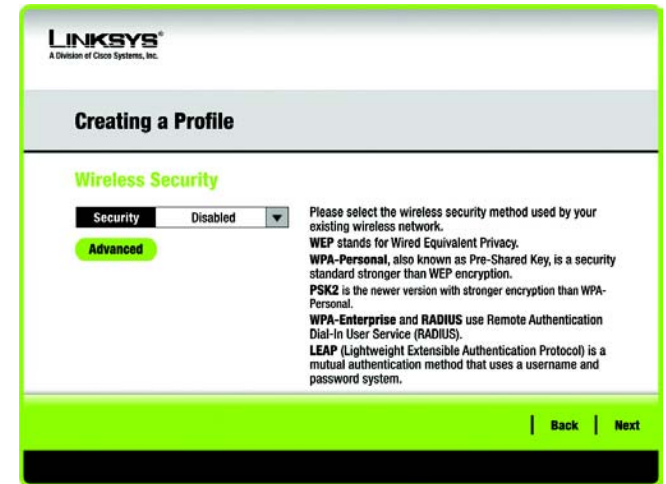 LINKSYS®
A Division of Cisco Systems, Inc.
Creating a Profile
Wireless Security
Security Disabled
Advanced
Please select the wireless security method used by your
existing wireless network.
WEP stands for Wired Equivalent Privacy.
WPA-Personal, also known as Pre-Shared Key, is a security
standard stronger than WEP encryption.
PSK2 is the newer version with stronger encryption than WPA-
Personal.
WPA-Enterprise and RADIUS use Remote Authentication
Dial-In User Service (RADIUS).
LEAP (Lightweight Extensible Authentication Protocol) is a
mutual authentication method that uses a username and
password system.
Back Next